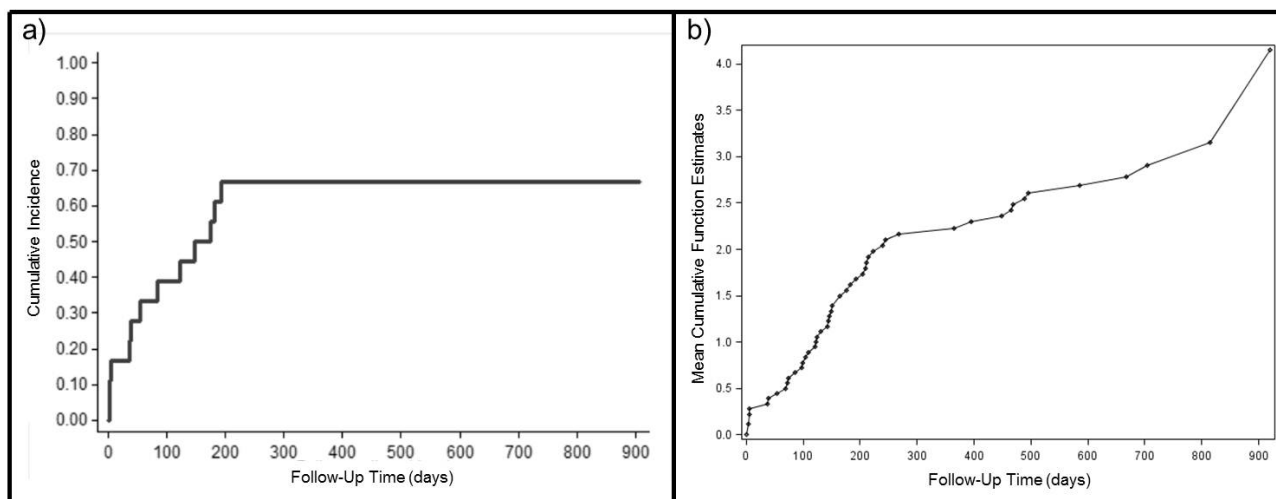 a)
1.00
0.90
0.80
0.70
0.60
0.50
0.40
0.30
0.20
0.10
0.00
Cumulative Incidence
0 100 200 300 400 500 600 700 800 900
Follow-Up Time (days)
b)
4.0
3.5
3.0
2.5
2.0
1.5
1.0
0.5
0.0
Mean Cumulative Function Estimates
0 100 200 300 400 500 600 700 800 900
Follow-Up Time (days)